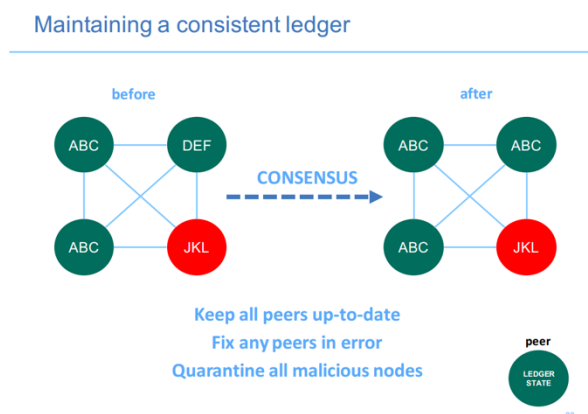 Maintaining a consistent ledger
before
after
ABC
DEF
ABC
ABC
CONSENSUS
ABC
JKL
ABC
JKL
Keep all peers up-to-date
Fix any peers in error
Quarantine all malicious nodes
peer
LEDGER
STATE